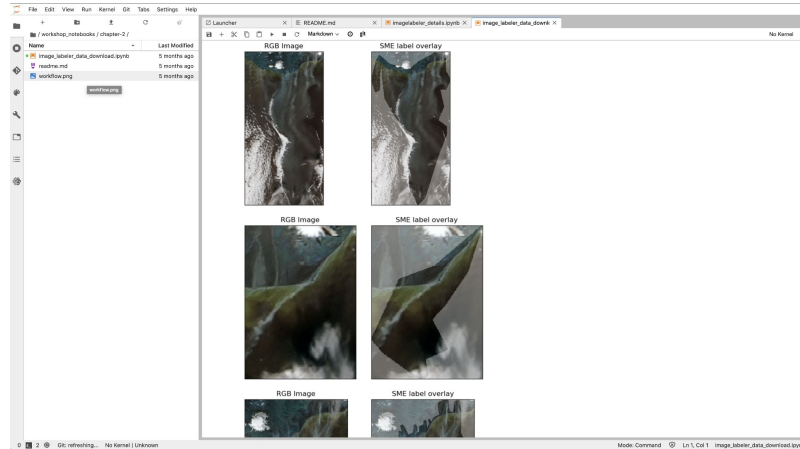 File Edit View Run Kernel Git Tabs Settings Help
Launcher
README.md
imagelabeler_details.ipynb
image_labeler_data_downk
/ workshop_notebooks / chapter-2 /
Markdown
git
No Kernel
Name Last Modified
image_labeler_data_download.ipynb 5 months ago
readme.md 5 months ago
workflow.png 5 months ago
workflow.png
RGB Image SME label overlay
RGB Image SME label overlay
RGB Image SME label overlay
0 2 Git: refreshing... No Kernel | Unknown
Mode: Command Ln 1, Col 1 image_labeler_data_download.ipyn